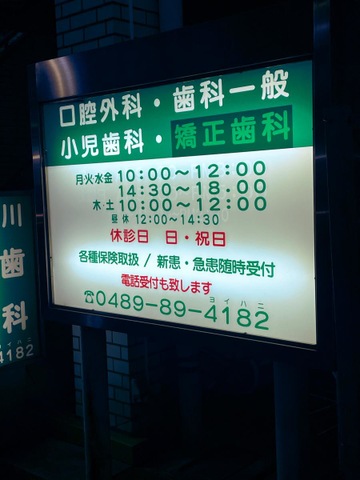 口腔外科・歯科一般
小児歯科・矯正歯科
月火水金 10:00～12:00
14:30～18:00
木・土 10:00～12:00
昼休 12:00～14:30
休診日 日・祝日
各種保険取扱 / 新患・急患随時受付
電話受付も致します
ヨイハニ
☎0489-89-4182
川歯科
ヨイハニ
4182